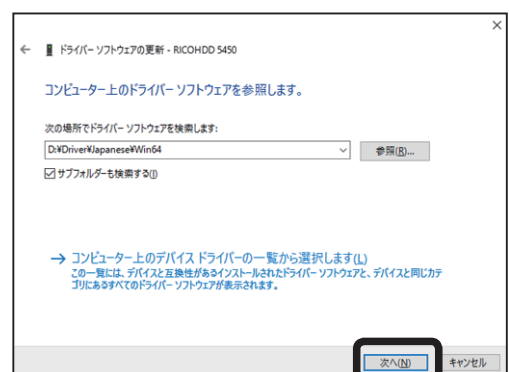 ドライバー ソフトウェアの更新 - RICOHDD 5450
コンピューター上のドライバー ソフトウェアを参照します。
次の場所でドライバー ソフトウェアを検索します:
D:¥Driver¥Japanese¥Win64
参照(R)...
サブフォルダーも検索する(I)
→ コンピューター上のデバイス ドライバーの一覧から選択します(L)
この一覧には、デバイスと互換性があるインストールされたドライバー ソフトウェアと、デバイスと同じカテ
ゴリにあるすべてのドライバー ソフトウェアが表示されます。
次へ(N) キャンセル